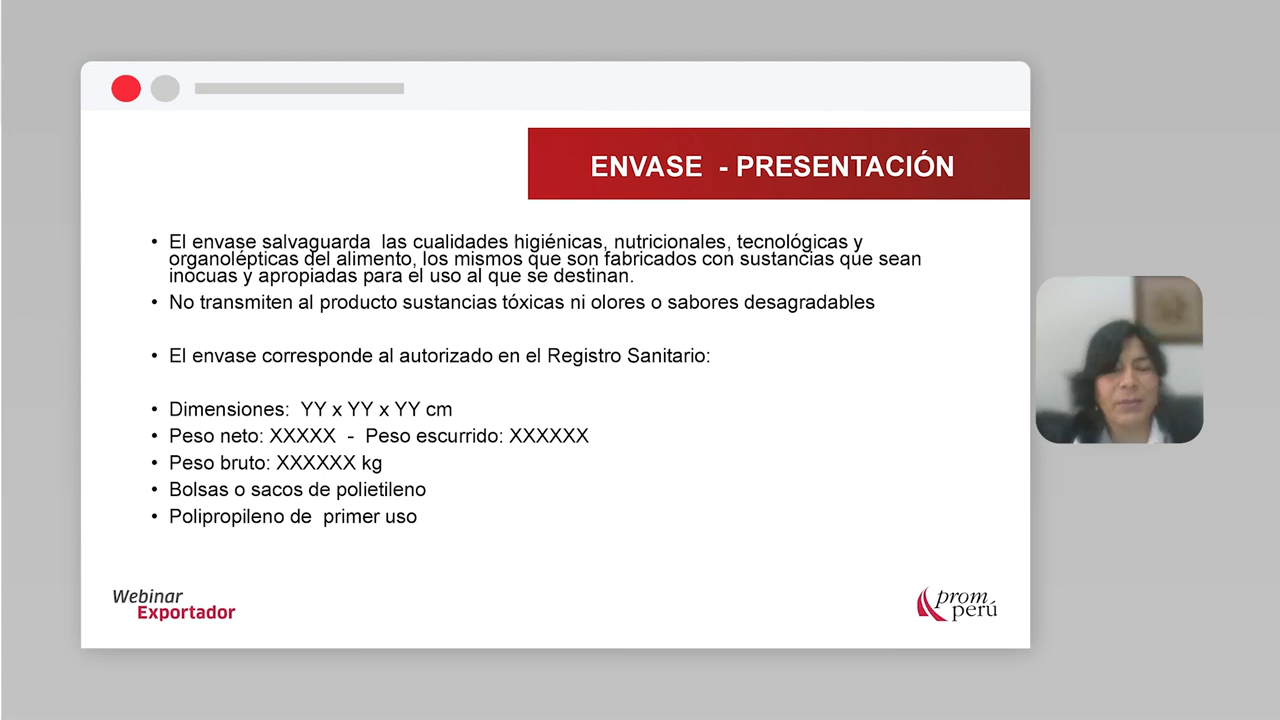 ENVASE - PRESENTACIÓN
• El envase salvaguarda las cualidades higiénicas, nutricionales, tecnológicas y
organolépticas del alimento, los mismos que son fabricados con sustancias que sean
inocuas y apropiadas para el uso al que se destinan.
• No transmiten al producto sustancias tóxicas ni olores o sabores desagradables
• El envase corresponde al autorizado en el Registro Sanitario:
• Dimensiones: YY x YY x YY cm
• Peso neto: XXXXX - Peso escurrido: XXXXXX
• Peso bruto: XXXXXX kg
• Bolsas o sacos de polietileno
• Polipropileno de primer uso
Webinar
Exportador
prom
perú